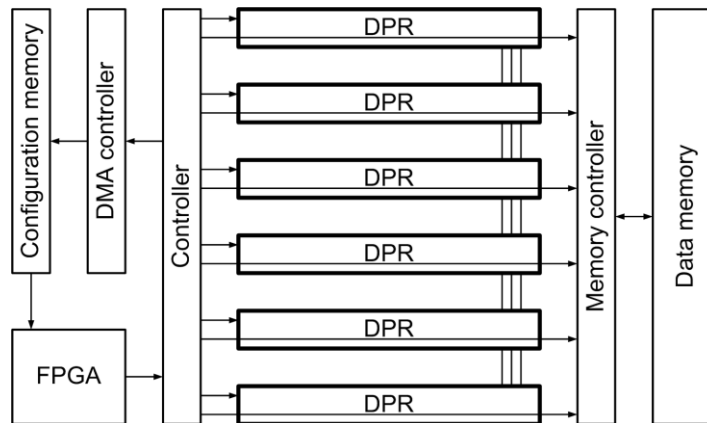 Configuration memory
DMA controller
Controller
DPR
DPR
DPR
DPR
DPR
DPR
Memory controller
Data memory
FPGA